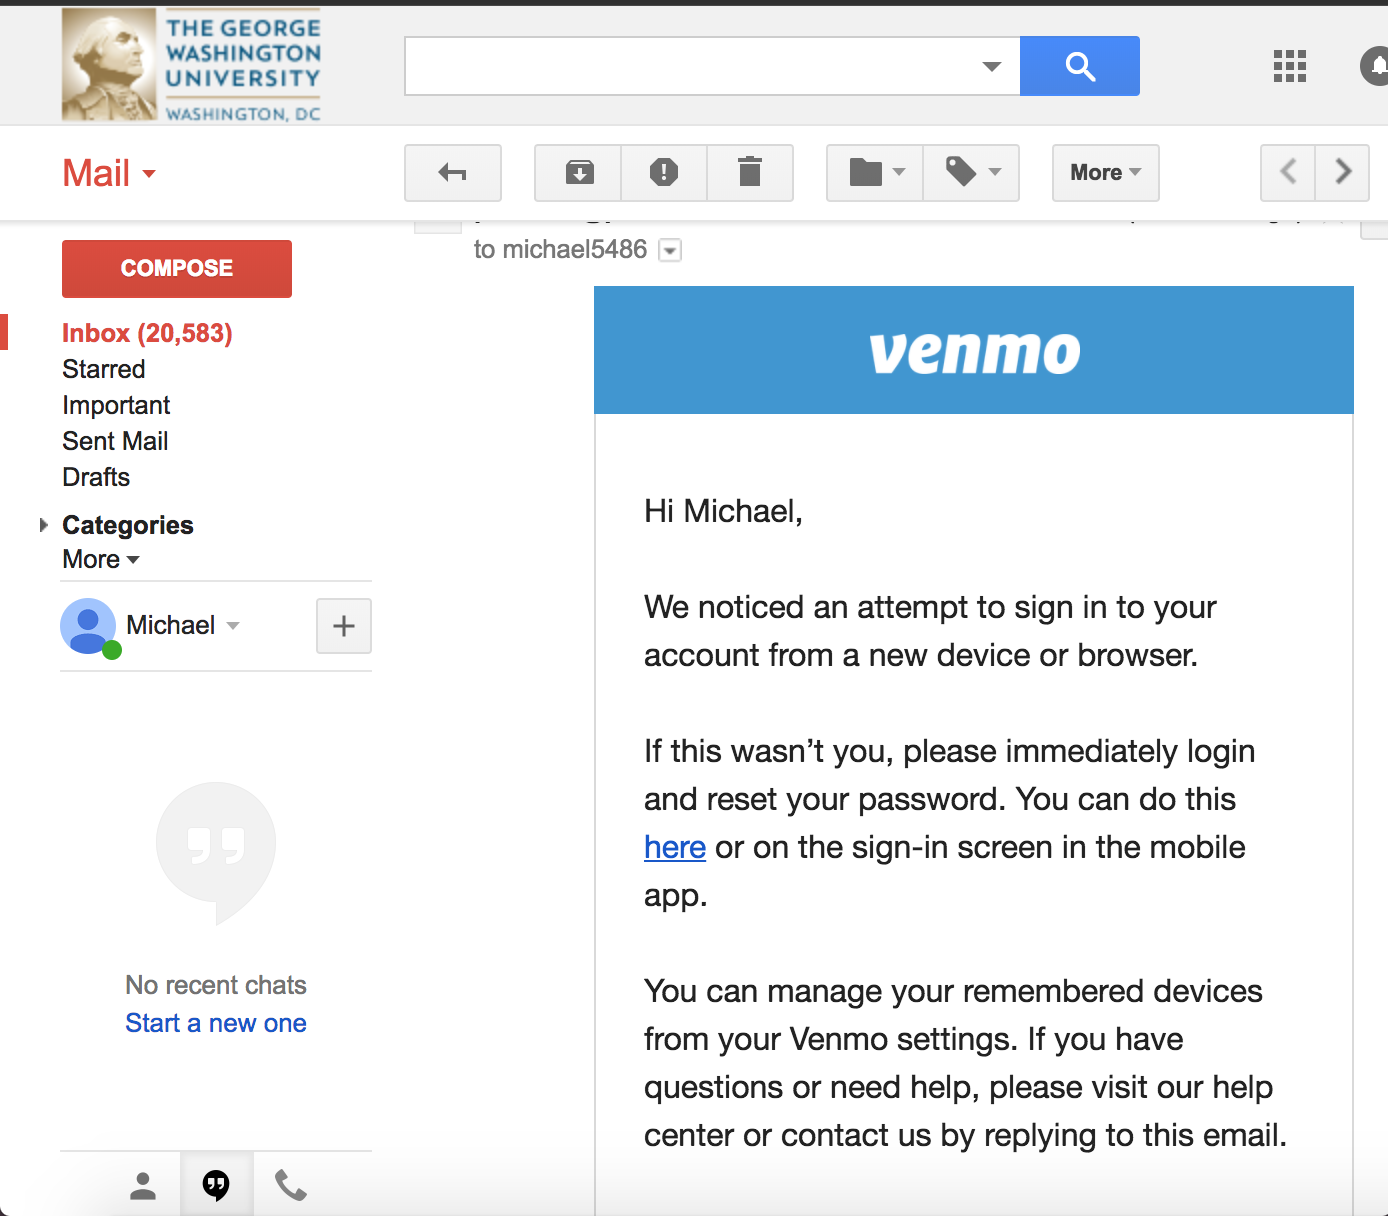 THE GEORGE
WASHINGTON
UNIVERSITY
WASHINGTON, DC
Mail
More
to michael5486
COMPOSE
Inbox (20,583)
Starred
Important
Sent Mail
Drafts
Categories
More
Michael
No recent chats
Start a new one
venmo
Hi Michael,
We noticed an attempt to sign in to your
account from a new device or browser.
If this wasn’t you, please immediately login
and reset your password. You can do this
here or on the sign-in screen in the mobile
app.
You can manage your remembered devices
from your Venmo settings. If you have
questions or need help, please visit our help
center or contact us by replying to this email.